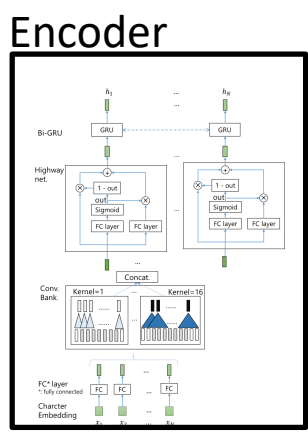 Encoder
h₁ ... h_N
...
Bi-GRU GRU GRU
...
Highway
net.
1 - out 1 - out
out out
Sigmoid Sigmoid
...
FC layer FC layer FC layer FC layer
...
Concat.
Conv.
Bank.
Kernel=1 Kernel=16
...... ......
...
...
FC* layer
*: fully connected
FC FC ... FC
Charcter
Embedding
...
x₁ x₂ ... x_N